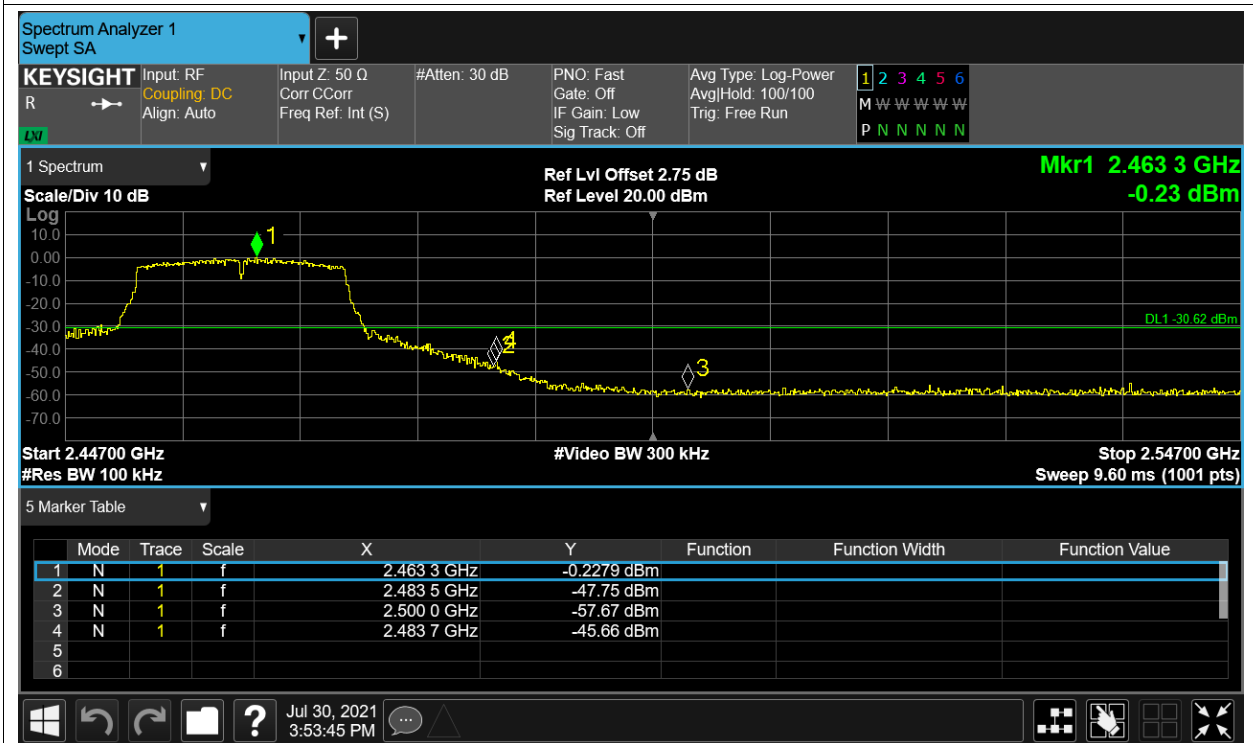 Spectrum Analyzer 1
Swept SA
KEYSIGHT
R
LXI
Input: RF
Coupling: DC
Align: Auto
Input Z: 50 Ω
Corr CCorr
Freq Ref: Int (S)
#Atten: 30 dB
PNO: Fast
Gate: Off
IF Gain: Low
Sig Track: Off
Avg Type: Log-Power
Avg|Hold: 100/100
Trig: Free Run
1 2 3 4 5 6
M W W W W W
P N N N N N
1 Spectrum
Scale/Div 10 dB
Ref Lvl Offset 2.75 dB
Ref Level 20.00 dBm
Mkr1 2.463 3 GHz
-0.23 dBm
Log
10.0
0.00
-10.0
-20.0
-30.0
-40.0
-50.0
-60.0
-70.0
1
2
4
3
DL1 -30.62 dBm
Start 2.44700 GHz
#Video BW 300 kHz
Stop 2.54700 GHz
#Res BW 100 kHz
Sweep 9.60 ms (1001 pts)
5 Marker Table
Mode Trace Scale X Y Function Function Width Function Value
1 N 1 f 2.463 3 GHz -0.2279 dBm
2 N 1 f 2.483 5 GHz -47.75 dBm
3 N 1 f 2.500 0 GHz -57.67 dBm
4 N 1 f 2.483 7 GHz -45.66 dBm
5
6
?
Jul 30, 2021
3:53:45 PM